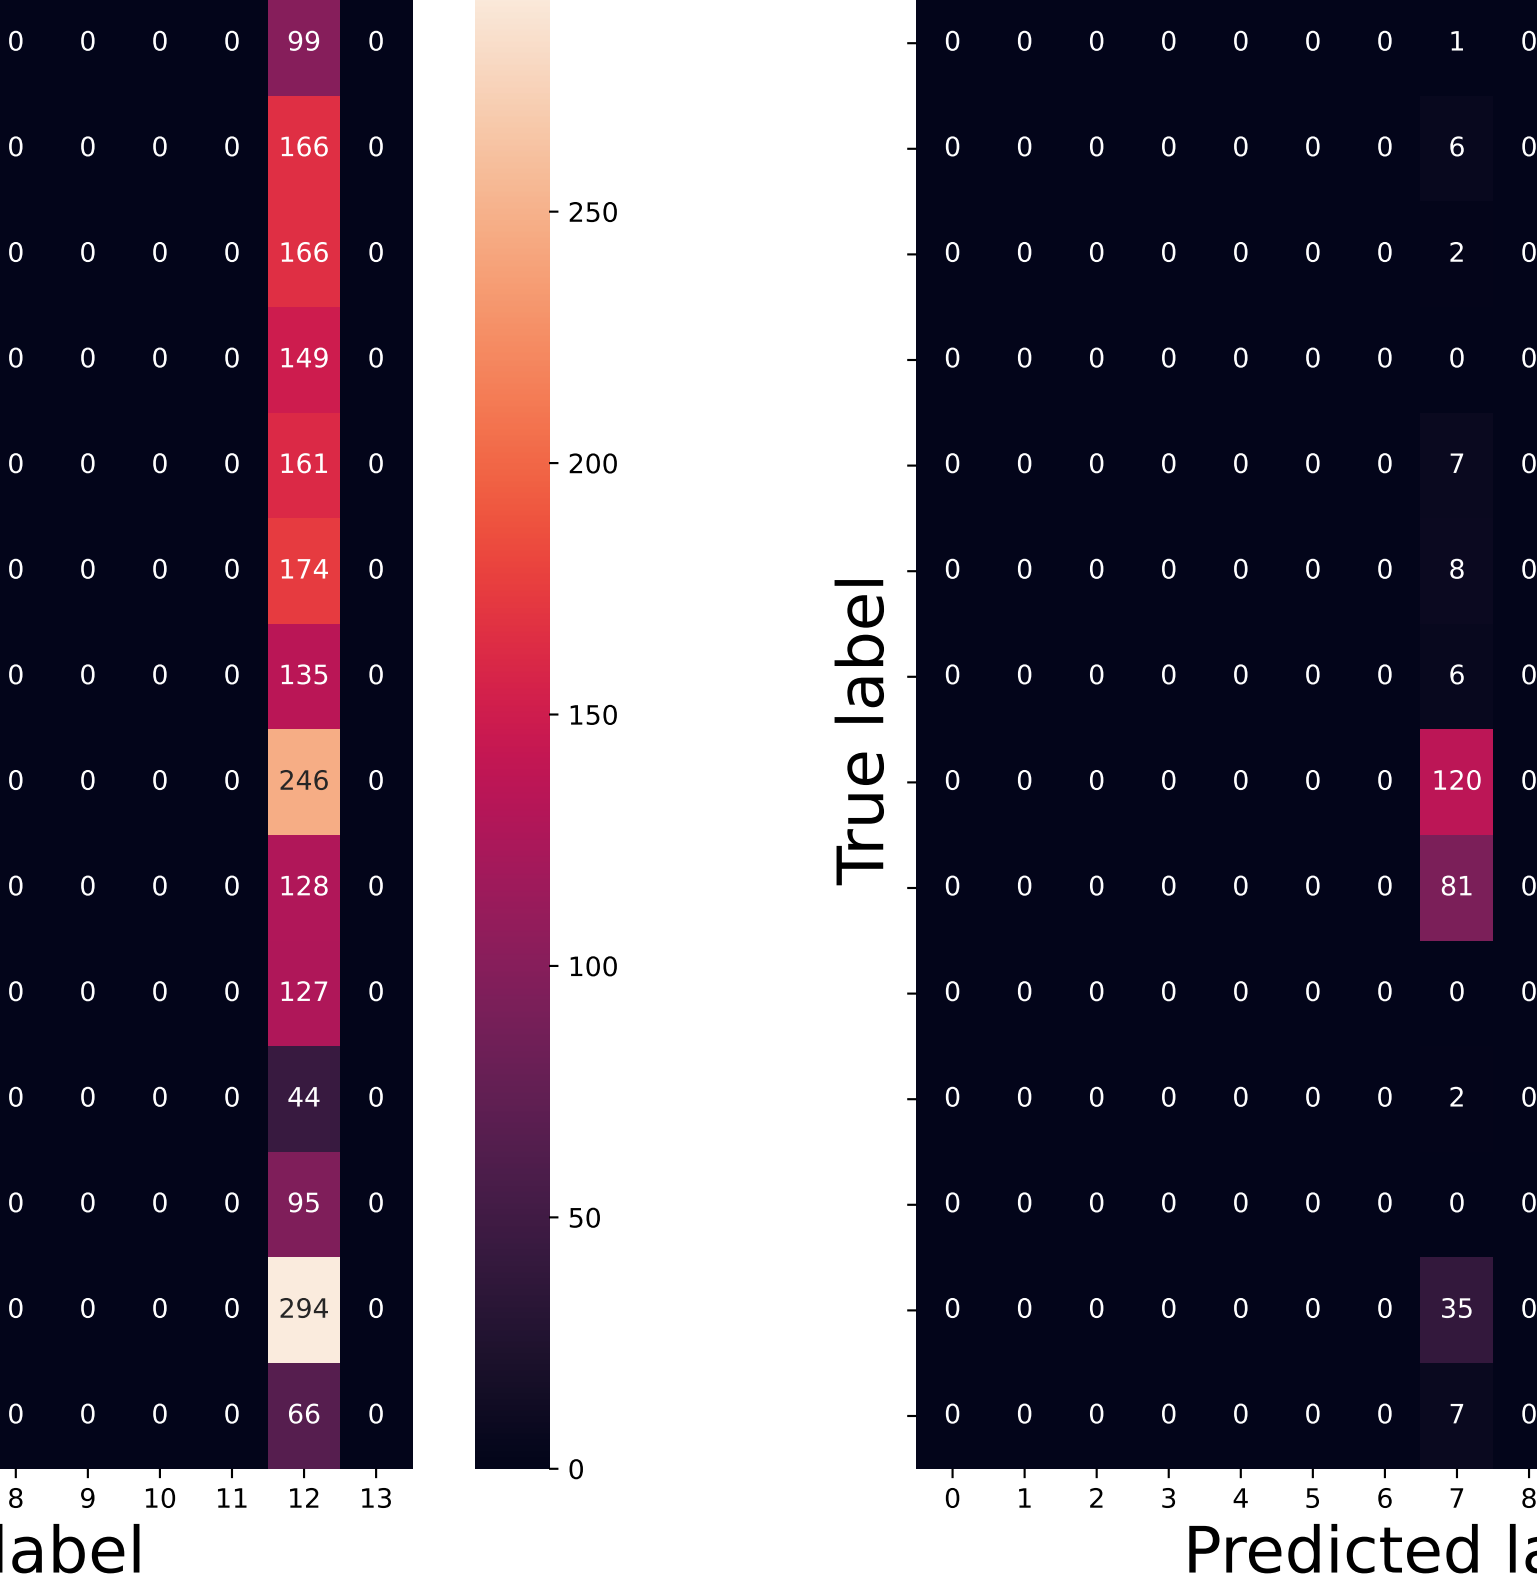 0 0 0 0 99 0
0 0 0 0 166 0
0 0 0 0 166 0
0 0 0 0 149 0
0 0 0 0 161 0
0 0 0 0 174 0
0 0 0 0 135 0
0 0 0 0 246 0
0 0 0 0 128 0
0 0 0 0 127 0
0 0 0 0 44 0
0 0 0 0 95 0
0 0 0 0 294 0
0 0 0 0 66 0
8 9 10 11 12 13
label
250
200
150
100
50
0
True label
0 0 0 0 0 0 0 1 0
0 0 0 0 0 0 0 6 0
0 0 0 0 0 0 0 2 0
0 0 0 0 0 0 0 0 0
0 0 0 0 0 0 0 7 0
0 0 0 0 0 0 0 8 0
0 0 0 0 0 0 0 6 0
0 0 0 0 0 0 0 120 0
0 0 0 0 0 0 0 81 0
0 0 0 0 0 0 0 0 0
0 0 0 0 0 0 0 2 0
0 0 0 0 0 0 0 0 0
0 0 0 0 0 0 0 35 0
0 0 0 0 0 0 0 7 0
0 1 2 3 4 5 6 7 8
Predicted la